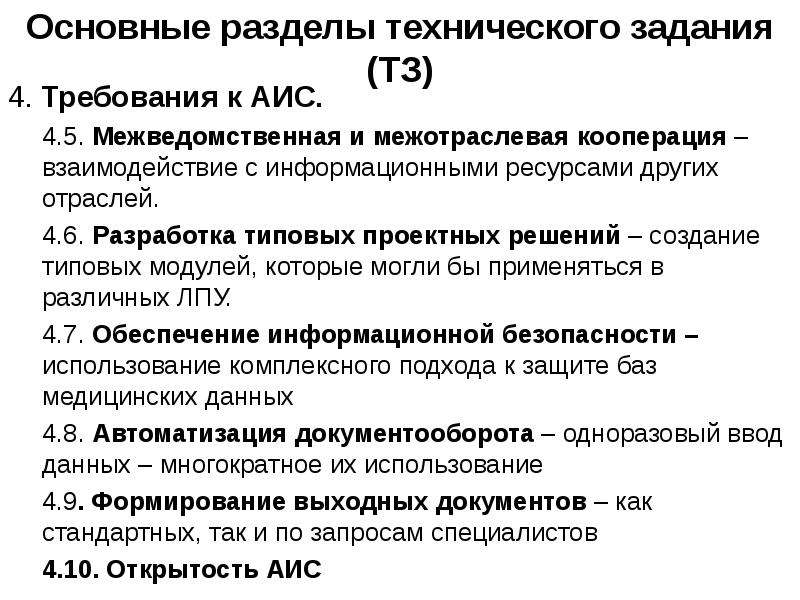 Основные разделы технического задания
(ТЗ)
4. Требования к АИС.
4.5. Межведомственная и межотраслевая кооперация –
взаимодействие с информационными ресурсами других
отраслей.
4.6. Разработка типовых проектных решений – создание
типовых модулей, которые могли бы применяться в
различных ЛПУ.
4.7. Обеспечение информационной безопасности –
использование комплексного подхода к защите баз
медицинских данных
4.8. Автоматизация документооборота – одноразовый ввод
данных – многократное их использование
4.9. Формирование выходных документов – как
стандартных, так и по запросам специалистов
4.10. Открытость АИС